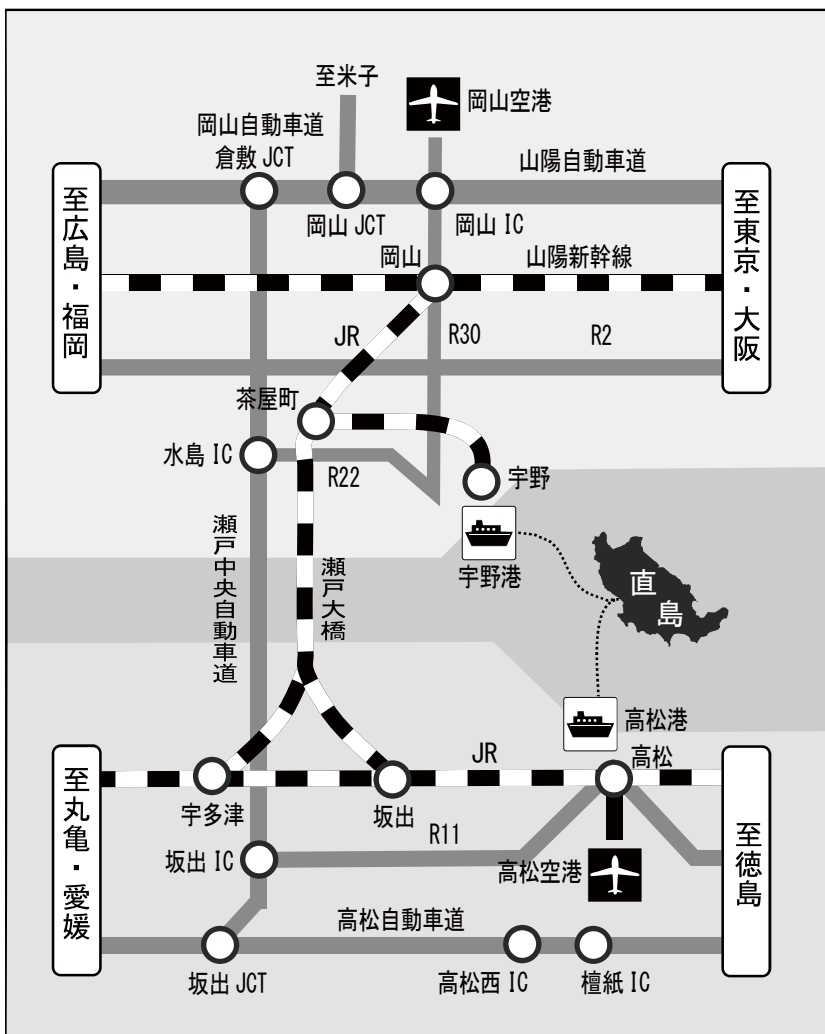 至米子
岡山空港
岡山自動車道
倉敷 JCT
山陽自動車道
至広島・福岡
至東京・大阪
岡山 JCT
岡山 IC
岡山
山陽新幹線
JR
R30
R2
茶屋町
水島 IC
R22
宇野
宇野港
瀬戸中央自動車道
瀬戸大橋
直島
高松港
高松
JR
至丸亀・愛媛
至徳島
宇多津
坂出
R11
坂出 IC
高松空港
高松自動車道
坂出 JCT
高松西 IC
檀紙 IC